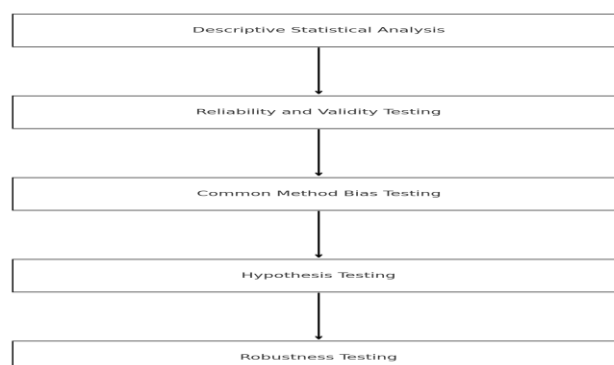 Descriptive Statistical Analysis
Reliability and Validity Testing
Common Method Bias Testing
Hypothesis Testing
Robustness Testing